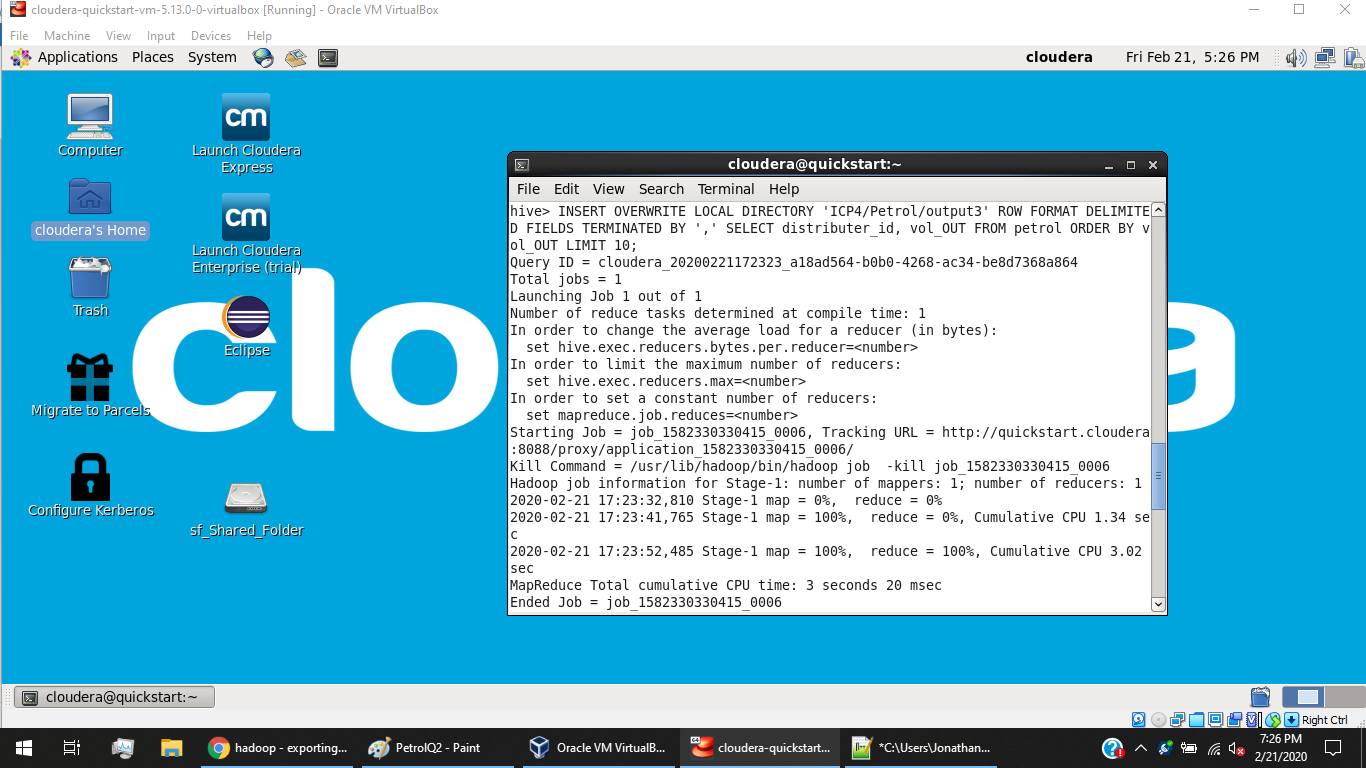 cloudera-quickstart-vm-5.13.0-0-virtualbox [Running] - Oracle VM VirtualBox
File Machine View Input Devices Help
Applications Places System cloudera Fri Feb 21, 5:26 PM
Computer
cloudera's Home
Trash
Migrate to Parcels
Configure Kerberos
cm
Launch Cloudera
Express
cm
Launch Cloudera
Enterprise (trial)
Eclipse
sf_Shared_Folder
cloudera@quickstart:~
File Edit View Search Terminal Help
hive> INSERT OVERWRITE LOCAL DIRECTORY 'ICP4/Petrol/output3' ROW FORMAT DELIMITE
D FIELDS TERMINATED BY ',' SELECT distributer_id, vol_OUT FROM petrol ORDER BY v
ol_OUT LIMIT 10;
Query ID = cloudera_20200221172323_a18ad564-b0b0-4268-ac34-be8d7368a864
Total jobs = 1
Launching Job 1 out of 1
Number of reduce tasks determined at compile time: 1
In order to change the average load for a reducer (in bytes):
  set hive.exec.reducers.bytes.per.reducer=<number>
In order to limit the maximum number of reducers:
  set hive.exec.reducers.max=<number>
In order to set a constant number of reducers:
  set mapreduce.job.reduces=<number>
Starting Job = job_1582330330415_0006, Tracking URL = http://quickstart.cloudera
:8088/proxy/application_1582330330415_0006/
Kill Command = /usr/lib/hadoop/bin/hadoop job  -kill job_1582330330415_0006
Hadoop job information for Stage-1: number of mappers: 1; number of reducers: 1
2020-02-21 17:23:32,810 Stage-1 map = 0%,  reduce = 0%
2020-02-21 17:23:41,765 Stage-1 map = 100%,  reduce = 0%, Cumulative CPU 1.34 se
c
2020-02-21 17:23:52,485 Stage-1 map = 100%,  reduce = 100%, Cumulative CPU 3.02
sec
MapReduce Total cumulative CPU time: 3 seconds 20 msec
Ended Job = job_1582330330415_0006
cloudera@quickstart:~
Right Ctrl
hadoop - exporting... PetrolQ2 - Paint Oracle VM VirtualB... cloudera-quickstart... *C:\Users\Jonathan...
7:26 PM
2/21/2020